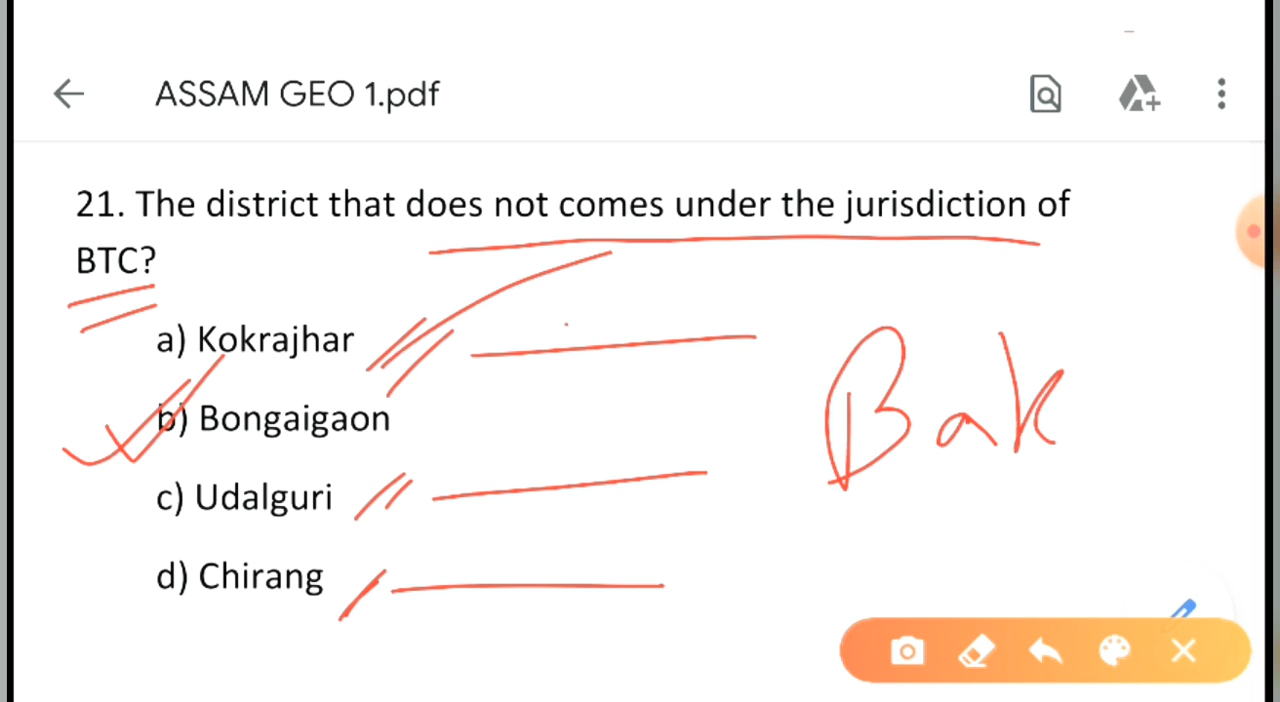 ASSAM GEO 1.pdf
21. The district that does not comes under the jurisdiction of
BTC?
a) Kokrajhar
b) Bongaigaon
c) Udalguri
d) Chirang
Bak